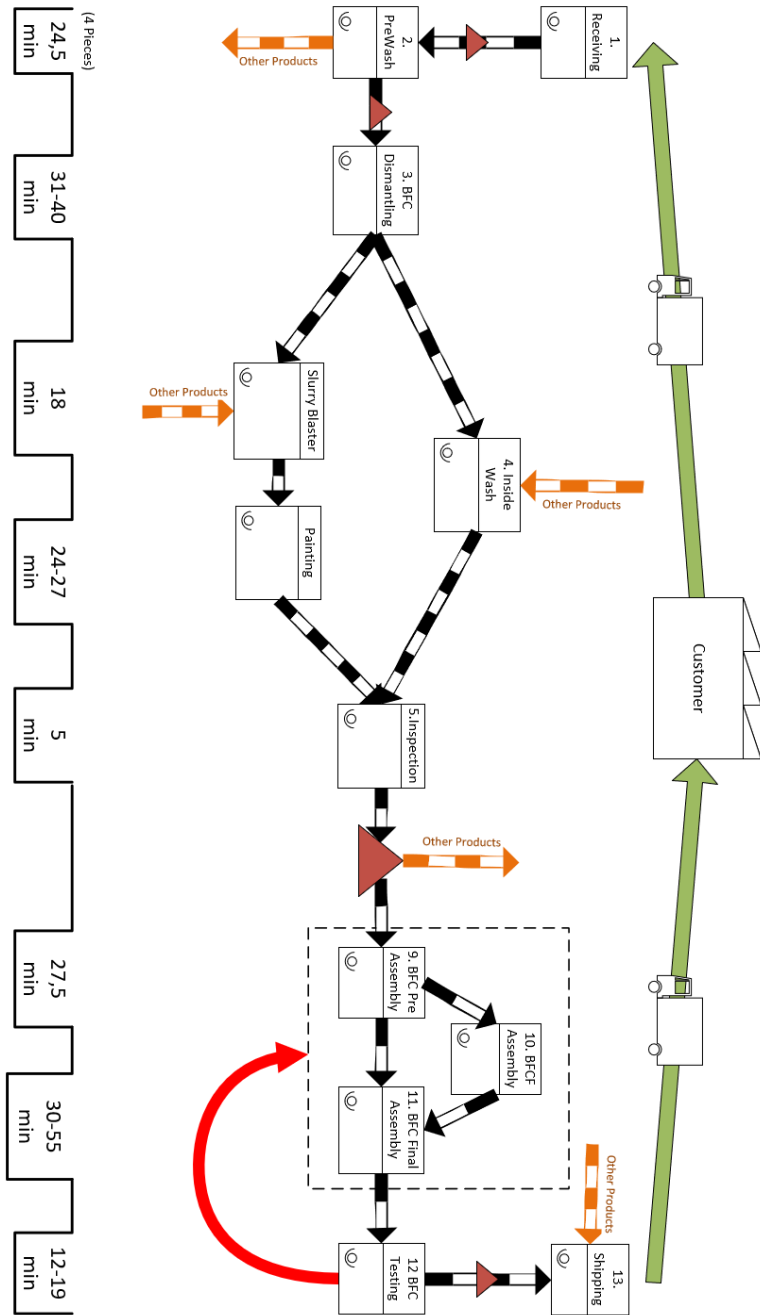 Customer
1.
Receiving
2.
PreWash
Other Products
3. BFC
Dismantling
4. Inside
Wash
Other Products
Slurry Blaster
Other Products
Painting
5.Inspection
Other Products
9. BFC Pre
Assembly
10. BFCF
Assembly
11. BFC Final
Assembly
12 BFC
Testing
13.
Shipping
Other Products
(4 Pieces)
24,5
min
31-40
min
18
min
24-27
min
5
min
27,5
min
30-55
min
12-19
min